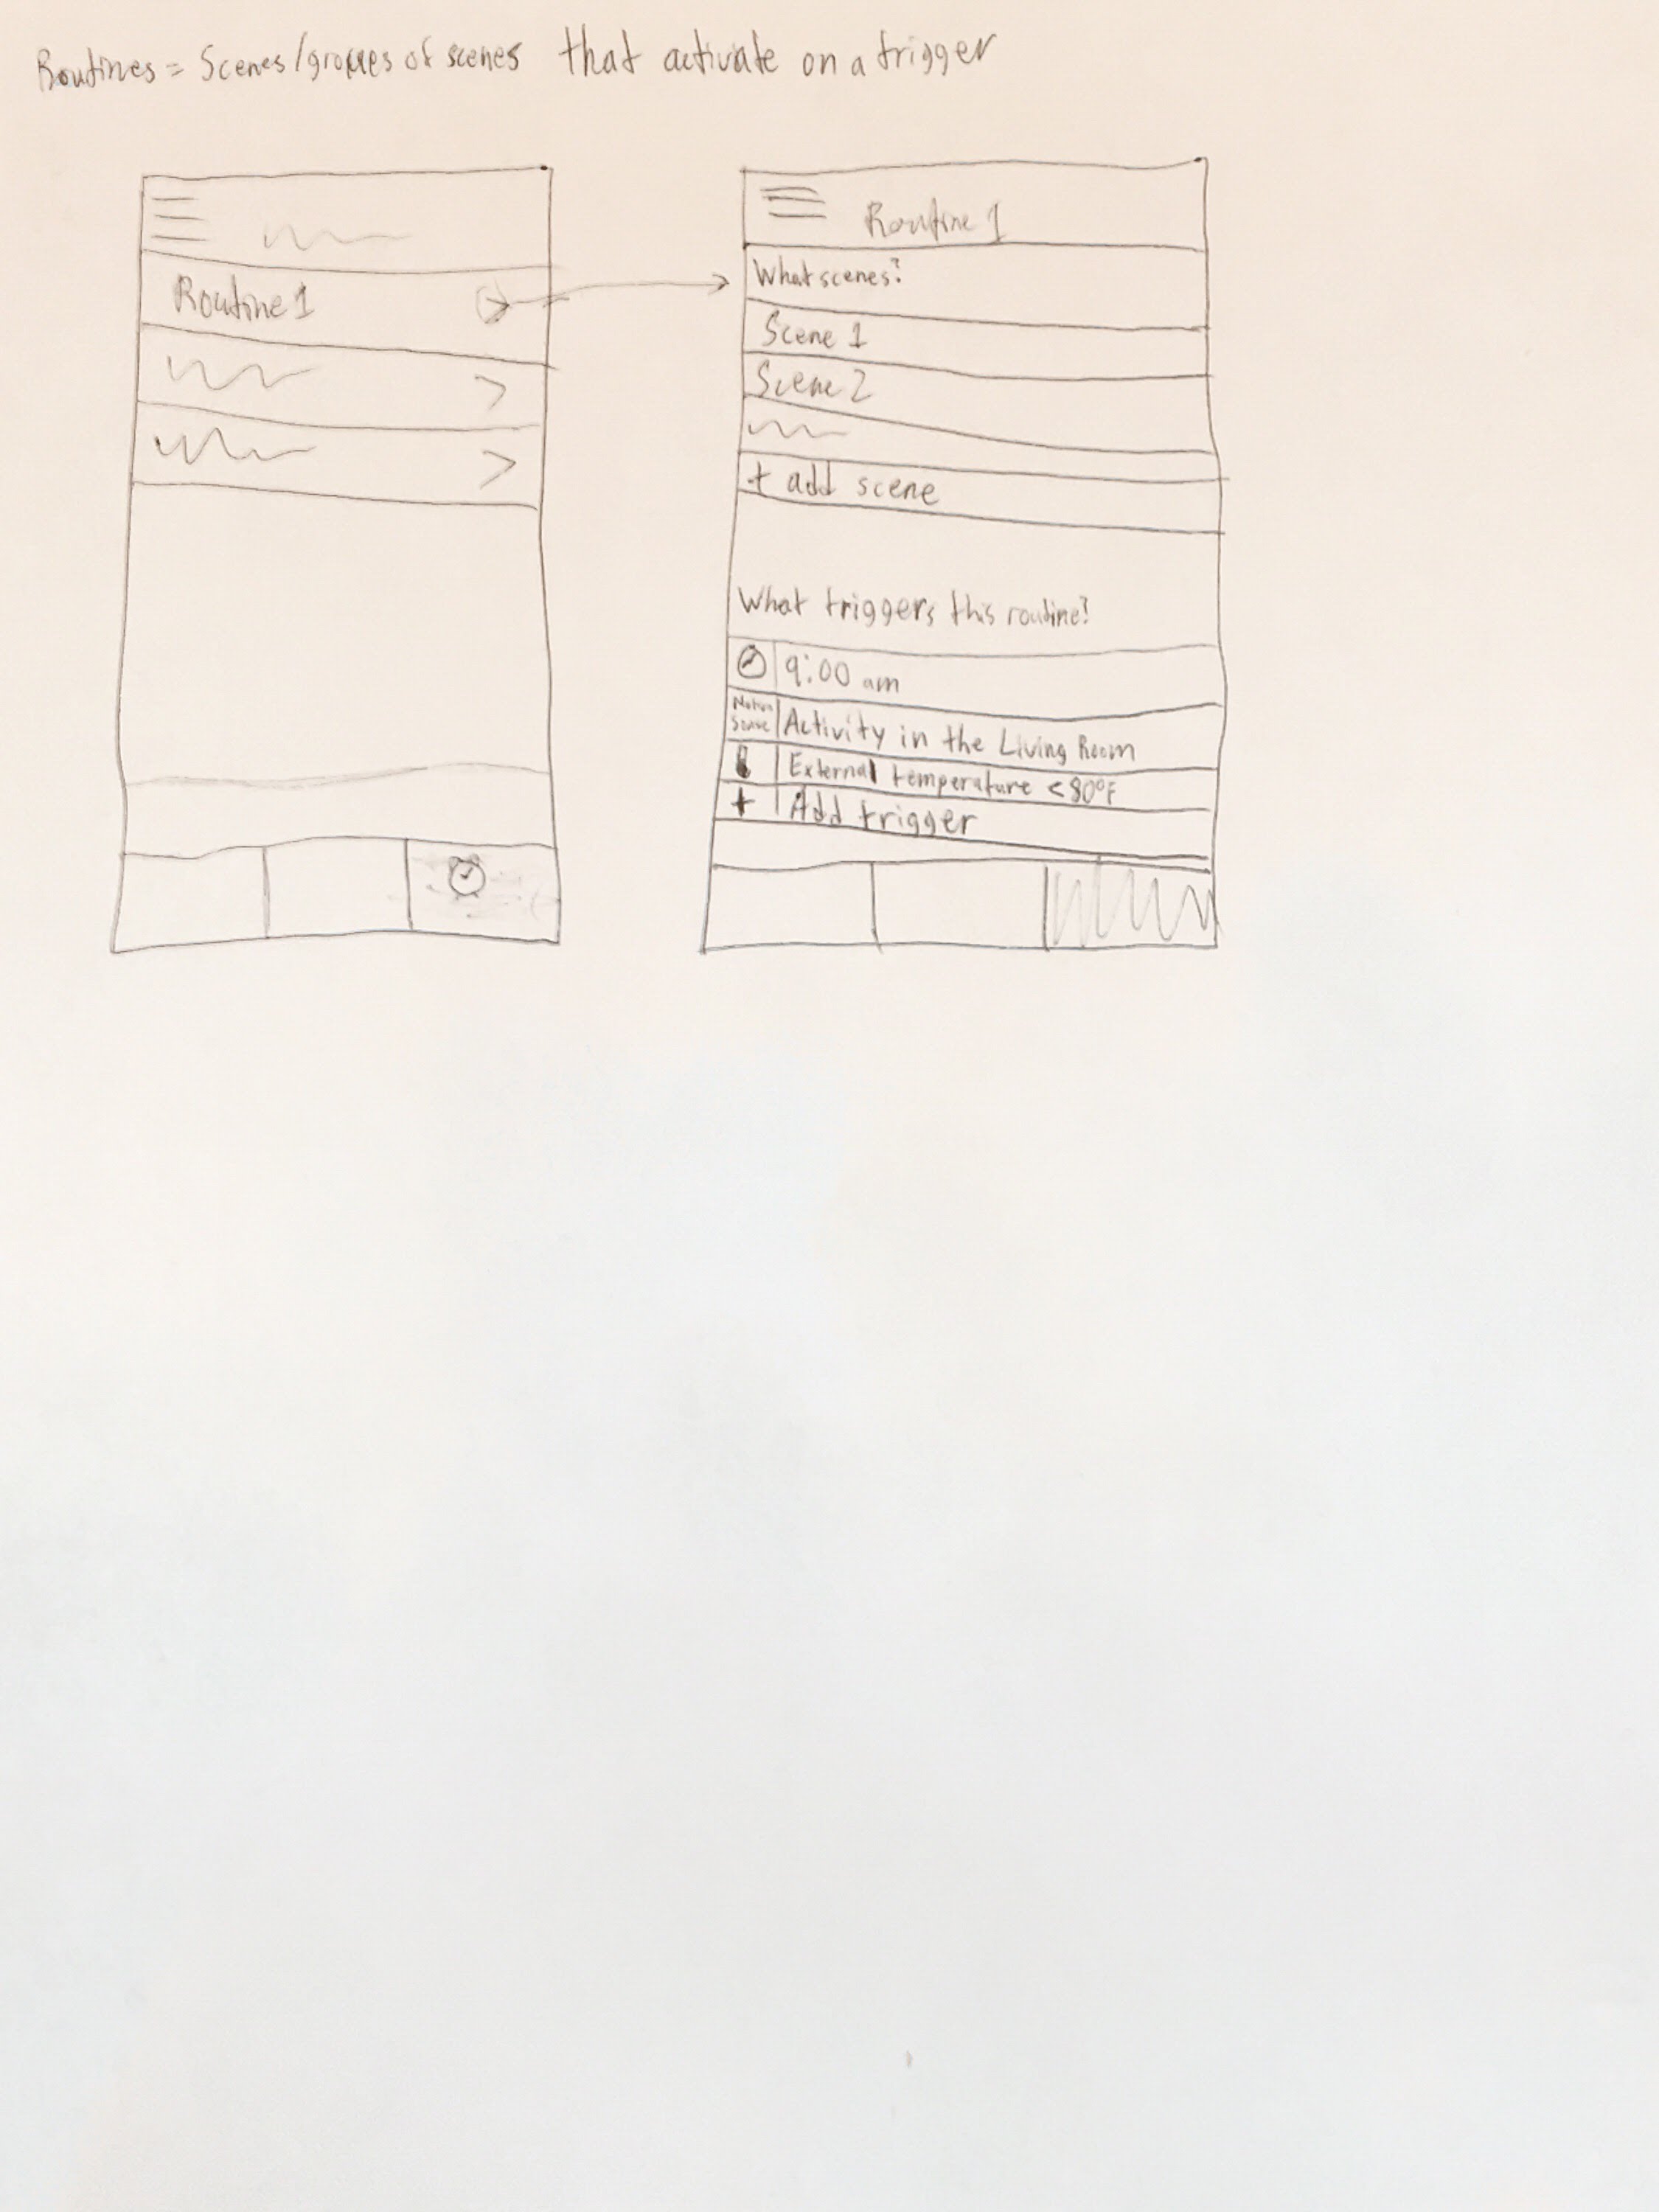 Routines = Scenes/groupes of scenes that activate on a trigger
Routine 1
Routine 1
What scenes?
Scene 1
Scene 2
+ add scene
What triggers this routine?
9:00 am
Motion
Sense
Activity in the Living Room
External temperature < 80°F
+ Add trigger